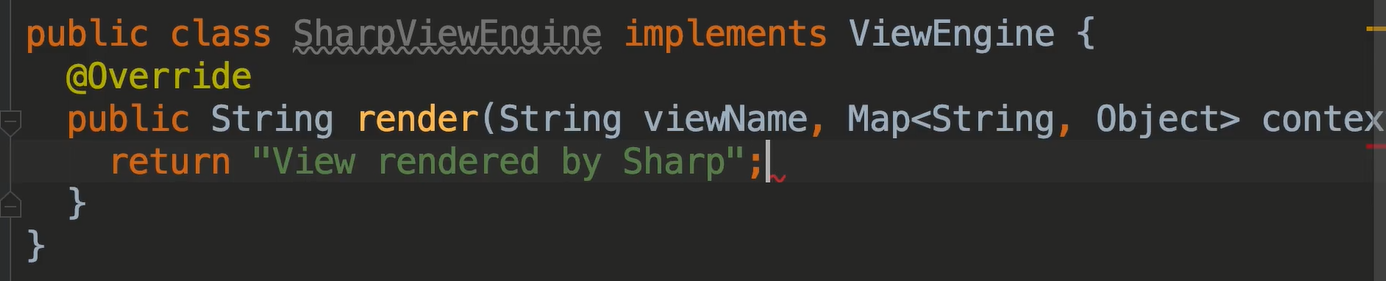 public class SharpViewEngine implements ViewEngine {
@Override
public String render(String viewName, Map<String, Object> contex
return "View rendered by Sharp";
}
}